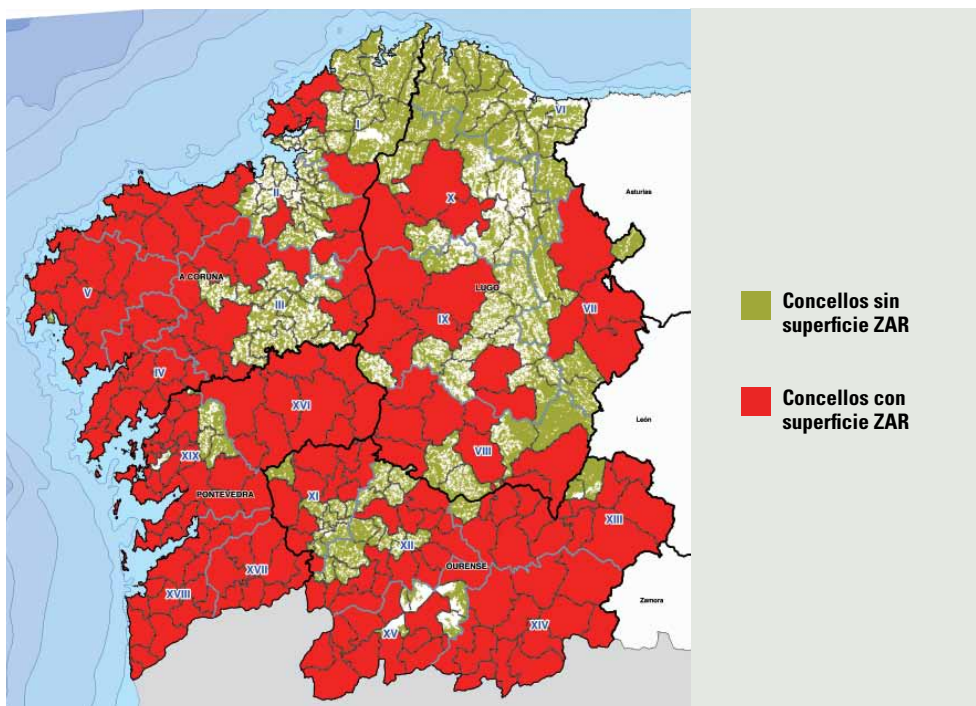 I
VI
II
X
Asturias
A CORUÑA
LUGO
V
III
IX
VII
IV
XVI
VIII
León
XIX
PONTEVEDRA
XI
XII
XIII
OURENSE
XVII
XVIII
Zamora
XV
XIV
Concellos sin
superficie ZAR
Concellos con
superficie ZAR